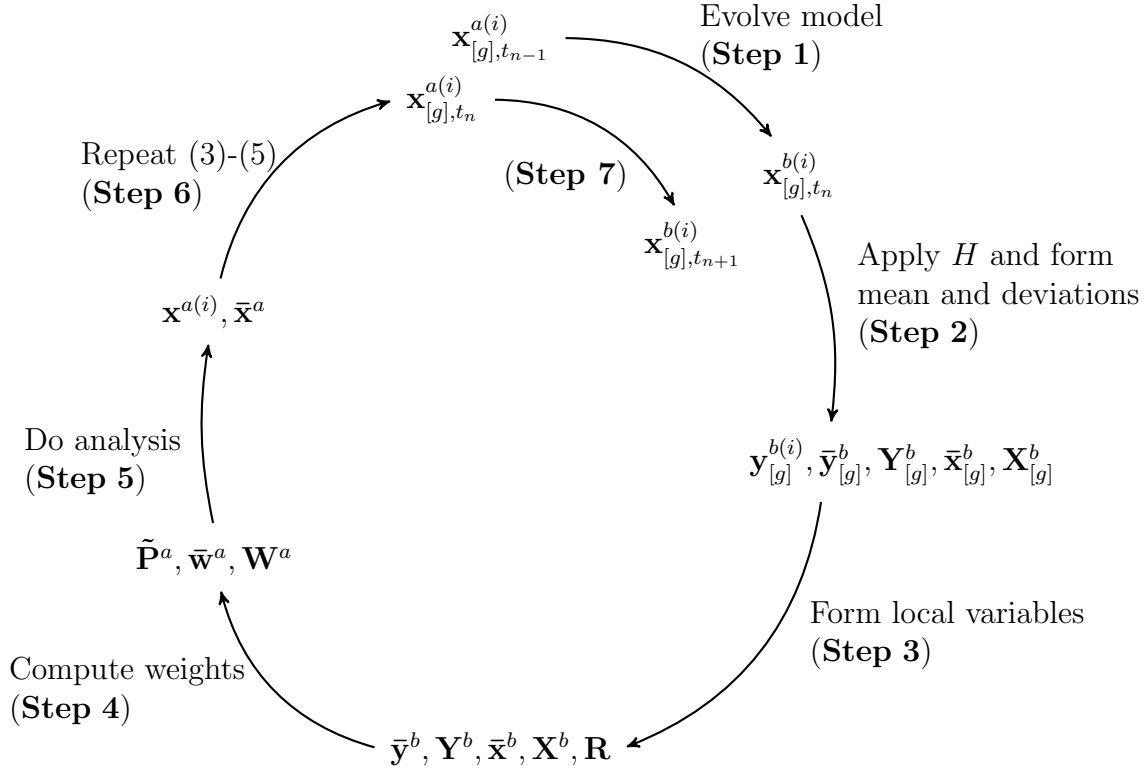 Evolve model
(Step 1)
𝐱^{a(i)}_{[g],t_{n−1}}
𝐱^{a(i)}_{[g],t_n}
Repeat (3)-(5)
(Step 6)
(Step 7)
𝐱^{b(i)}_{[g],t_n}
𝐱^{b(i)}_{[g],t_{n+1}}
Apply H and form
mean and deviations
(Step 2)
𝐱^{a(i)}, 𝐱̄^a
Do analysis
(Step 5)
𝐲^{b(i)}_{[g]}, 𝐲̄^b_{[g]}, 𝐘^b_{[g]}, 𝐱̄^b_{[g]}, 𝐗^b_{[g]}
𝐏̃^a, 𝐰̄^a, 𝐖^a
Form local variables
(Step 3)
Compute weights
(Step 4)
𝐲̄^b, 𝐘^b, 𝐱̄^b, 𝐗^b, 𝐑